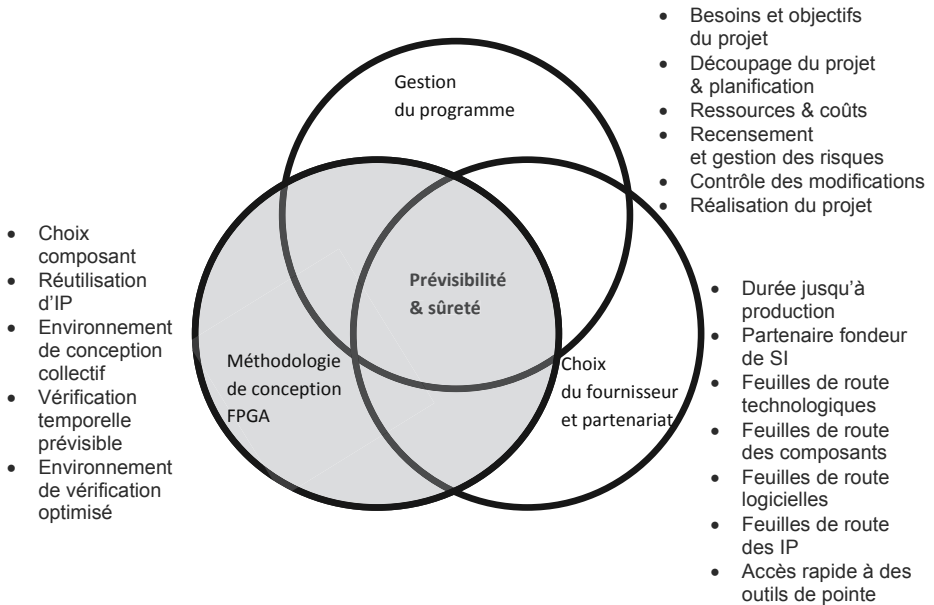 • Besoins et objectifs
du projet
• Découpage du projet
& planification
• Ressources & coûts
• Recensement
et gestion des risques
• Contrôle des modifications
• Réalisation du projet
Gestion
du programme
• Choix
composant
• Réutilisation
d'IP
• Environnement
de conception
collectif
• Vérification
temporelle
prévisible
• Environnement
de vérification
optimisé
Prévisibilité
& sûreté
Méthodologie
de conception
FPGA
Choix
du fournisseur
et partenariat
• Durée jusqu'à
production
• Partenaire fondeur
de SI
• Feuilles de route
technologiques
• Feuilles de route
des composants
• Feuilles de route
logicielles
• Feuilles de route
des IP
• Accès rapide à des
outils de pointe